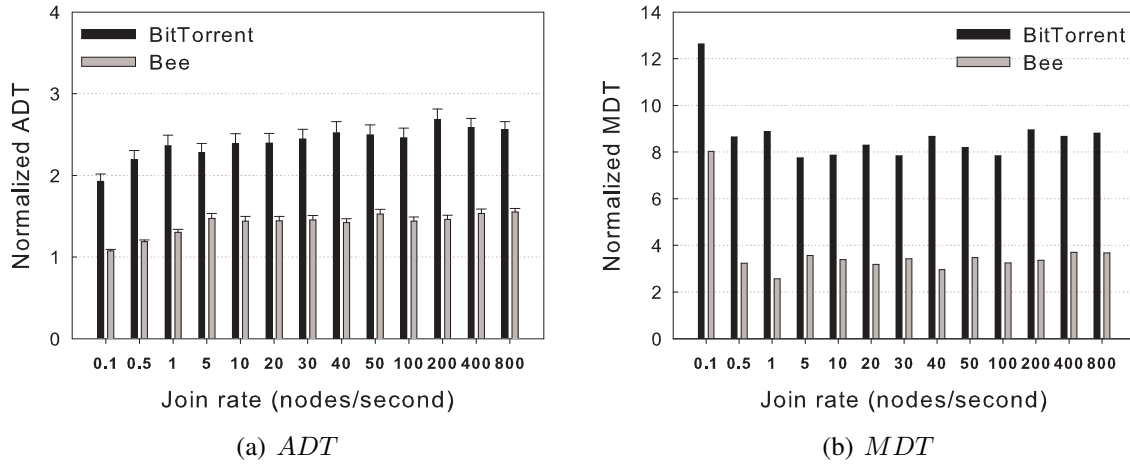 4
3
2
1
0
Normalized ADT
BitTorrent
Bee
0.1 0.5 1 5 10 20 30 40 50 100 200 400 800
Join rate (nodes/second)
(a) ADT
14
12
10
8
6
4
2
0
Normalized MDT
BitTorrent
Bee
0.1 0.5 1 5 10 20 30 40 50 100 200 400 800
Join rate (nodes/second)
(b) MDT